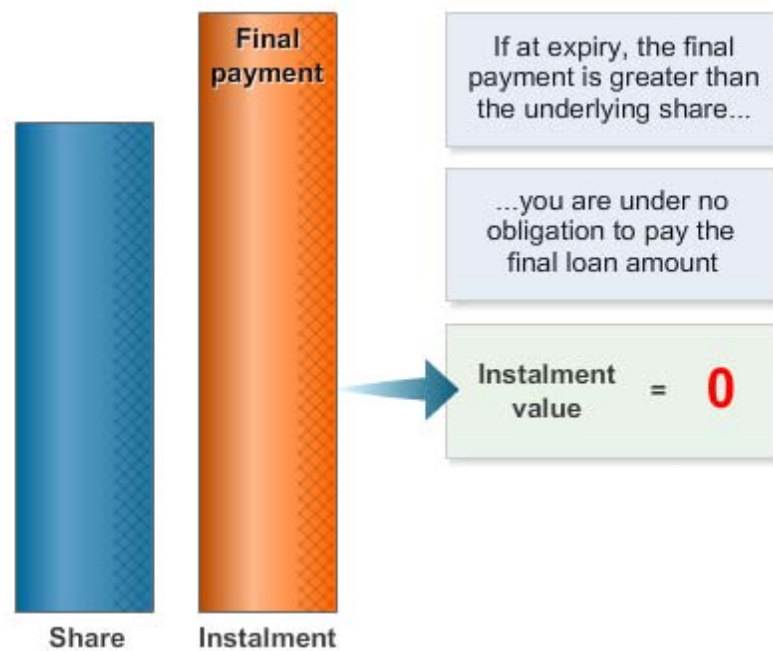 Final
payment
If at expiry, the final
payment is greater than
the underlying share...
...you are under no
obligation to pay the
final loan amount
Instalment
value = 0
Share
Instalment